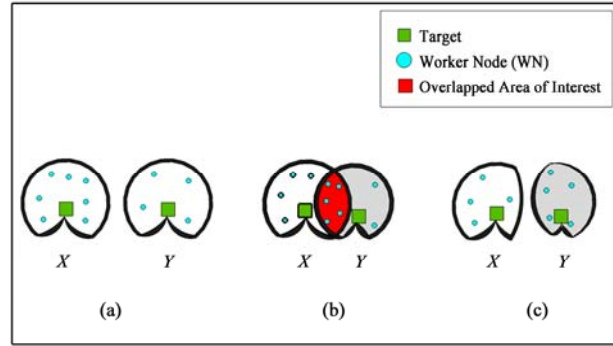 Target
Worker Node (WN)
Overlapped Area of Interest
X Y X Y X Y
(a) (b) (c)